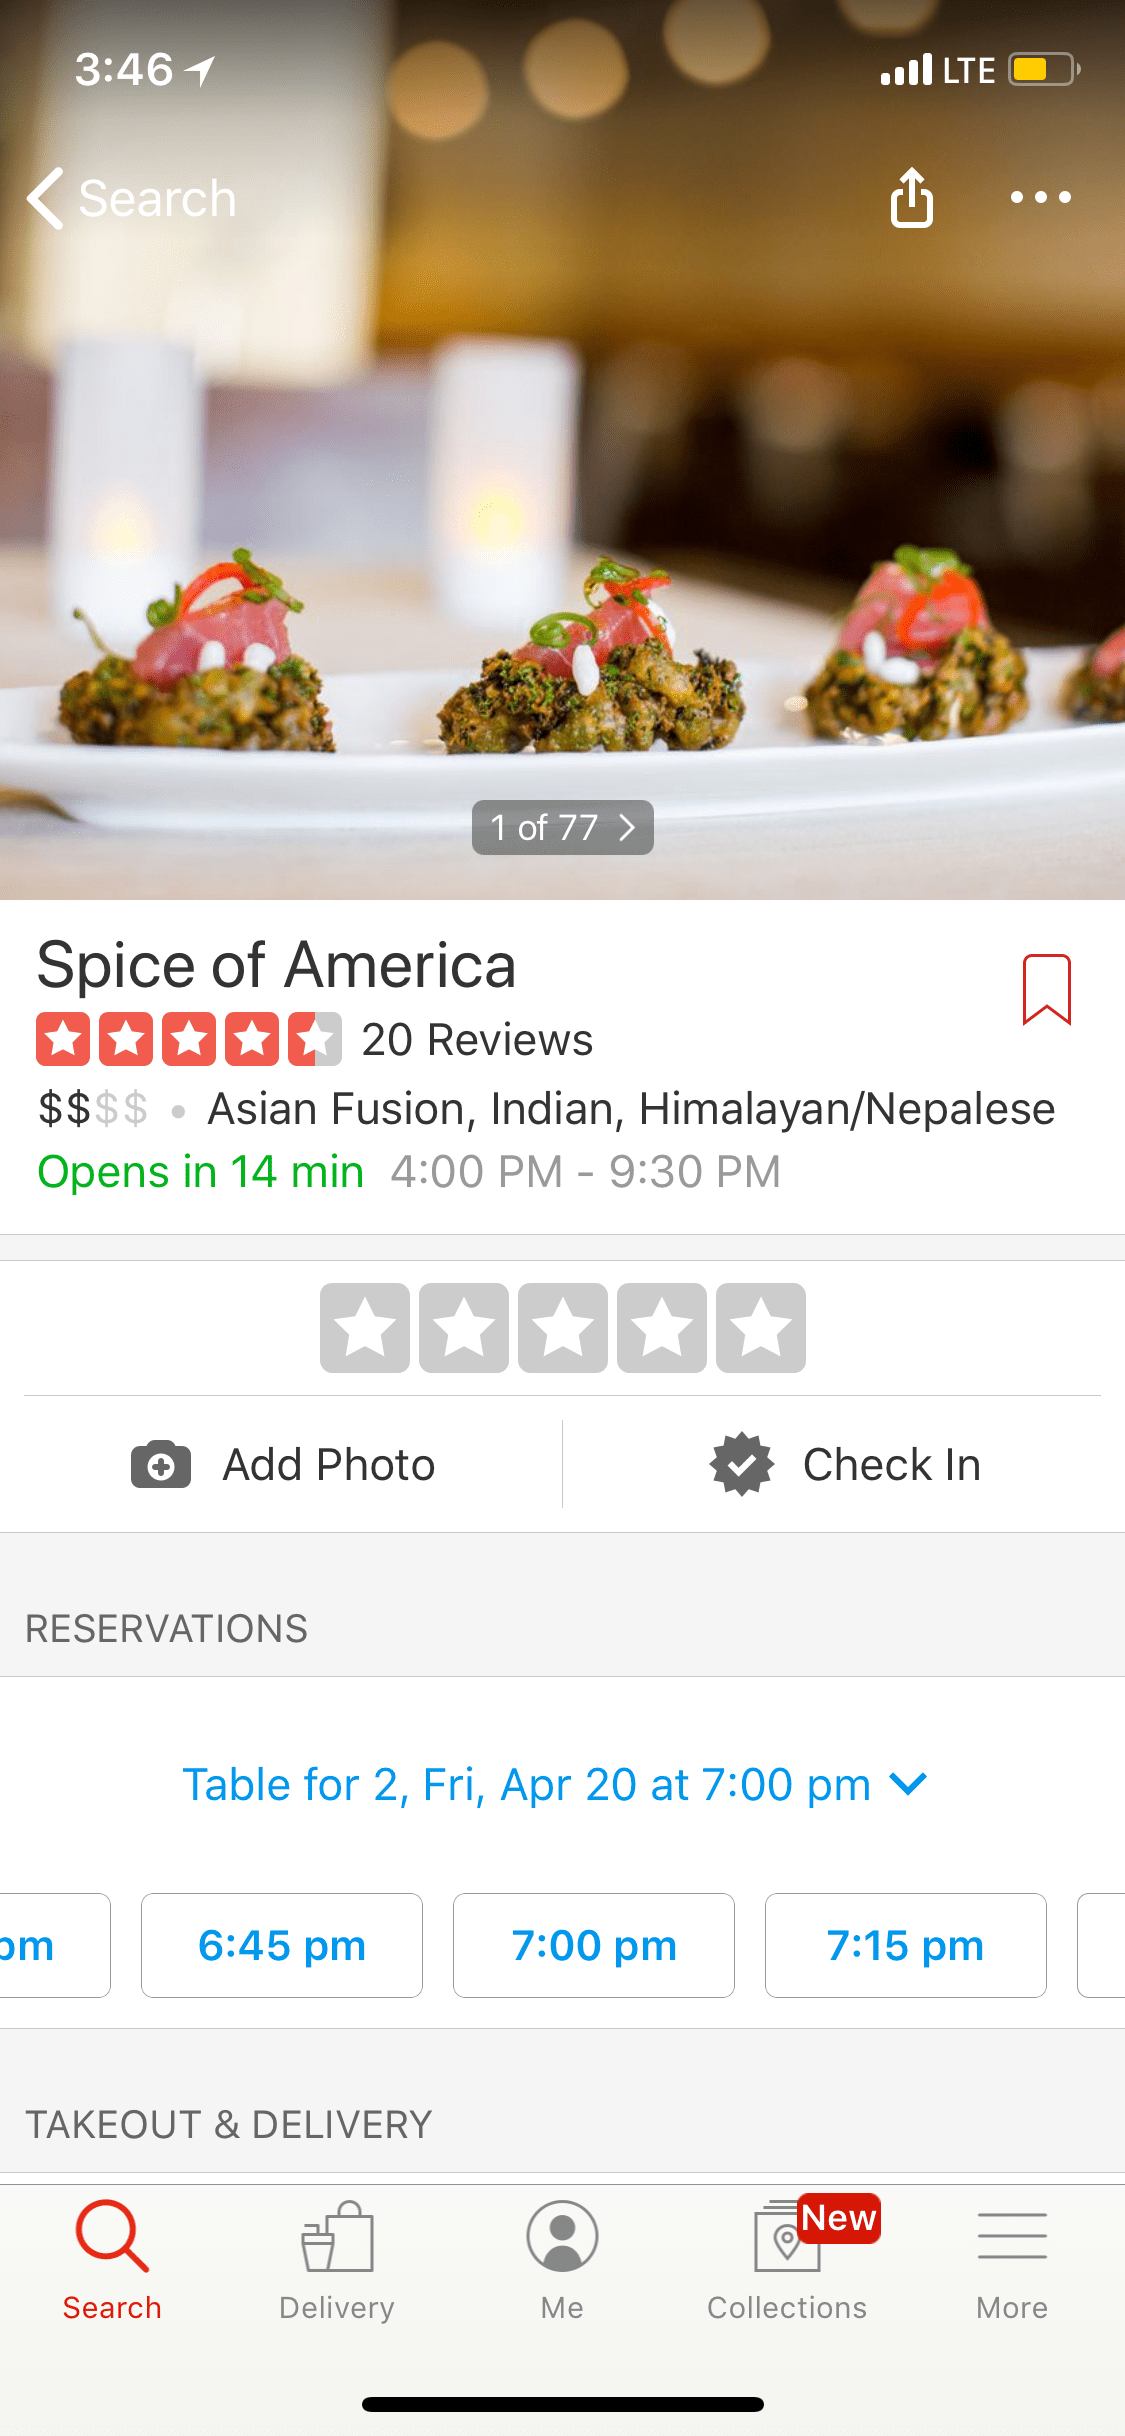 3:46 LTE
Search
1 of 77
Spice of America
20 Reviews
$$$$ • Asian Fusion, Indian, Himalayan/Nepalese
Opens in 14 min 4:00 PM - 9:30 PM
Add Photo Check In
RESERVATIONS
Table for 2, Fri, Apr 20 at 7:00 pm
pm 6:45 pm 7:00 pm 7:15 pm
TAKEOUT & DELIVERY
New
Search Delivery Me Collections More